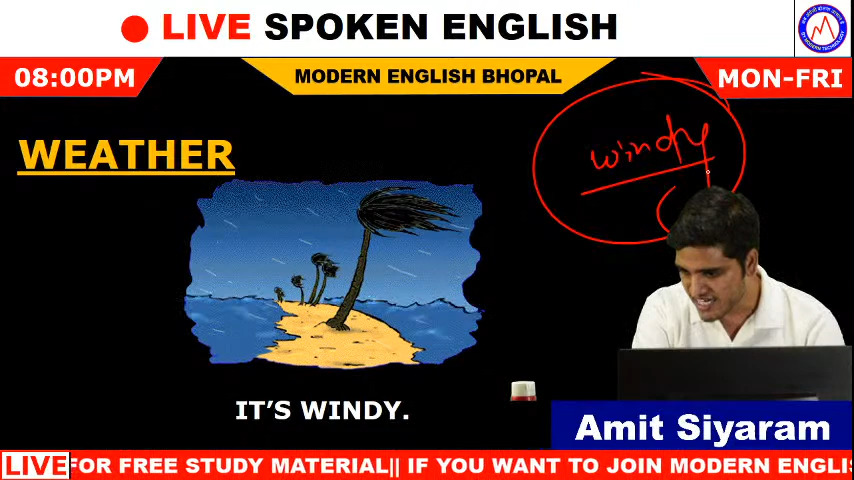 LIVE SPOKEN ENGLISH
08:00PM
MODERN ENGLISH BHOPAL
MON-FRI
WEATHER
windy
IT'S WINDY.
Amit Siyaram
LIVE FOR FREE STUDY MATERIAL|| IF YOU WANT TO JOIN MODERN ENGLIS